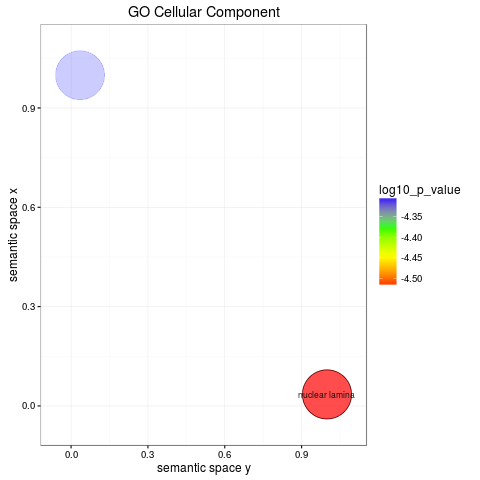 GO Cellular Component
semantic space x
0.9
0.6
0.3
0.0
nuclear lamina
0.0 0.3 0.6 0.9
semantic space y
log10_p_value
-4.35
-4.40
-4.45
-4.50